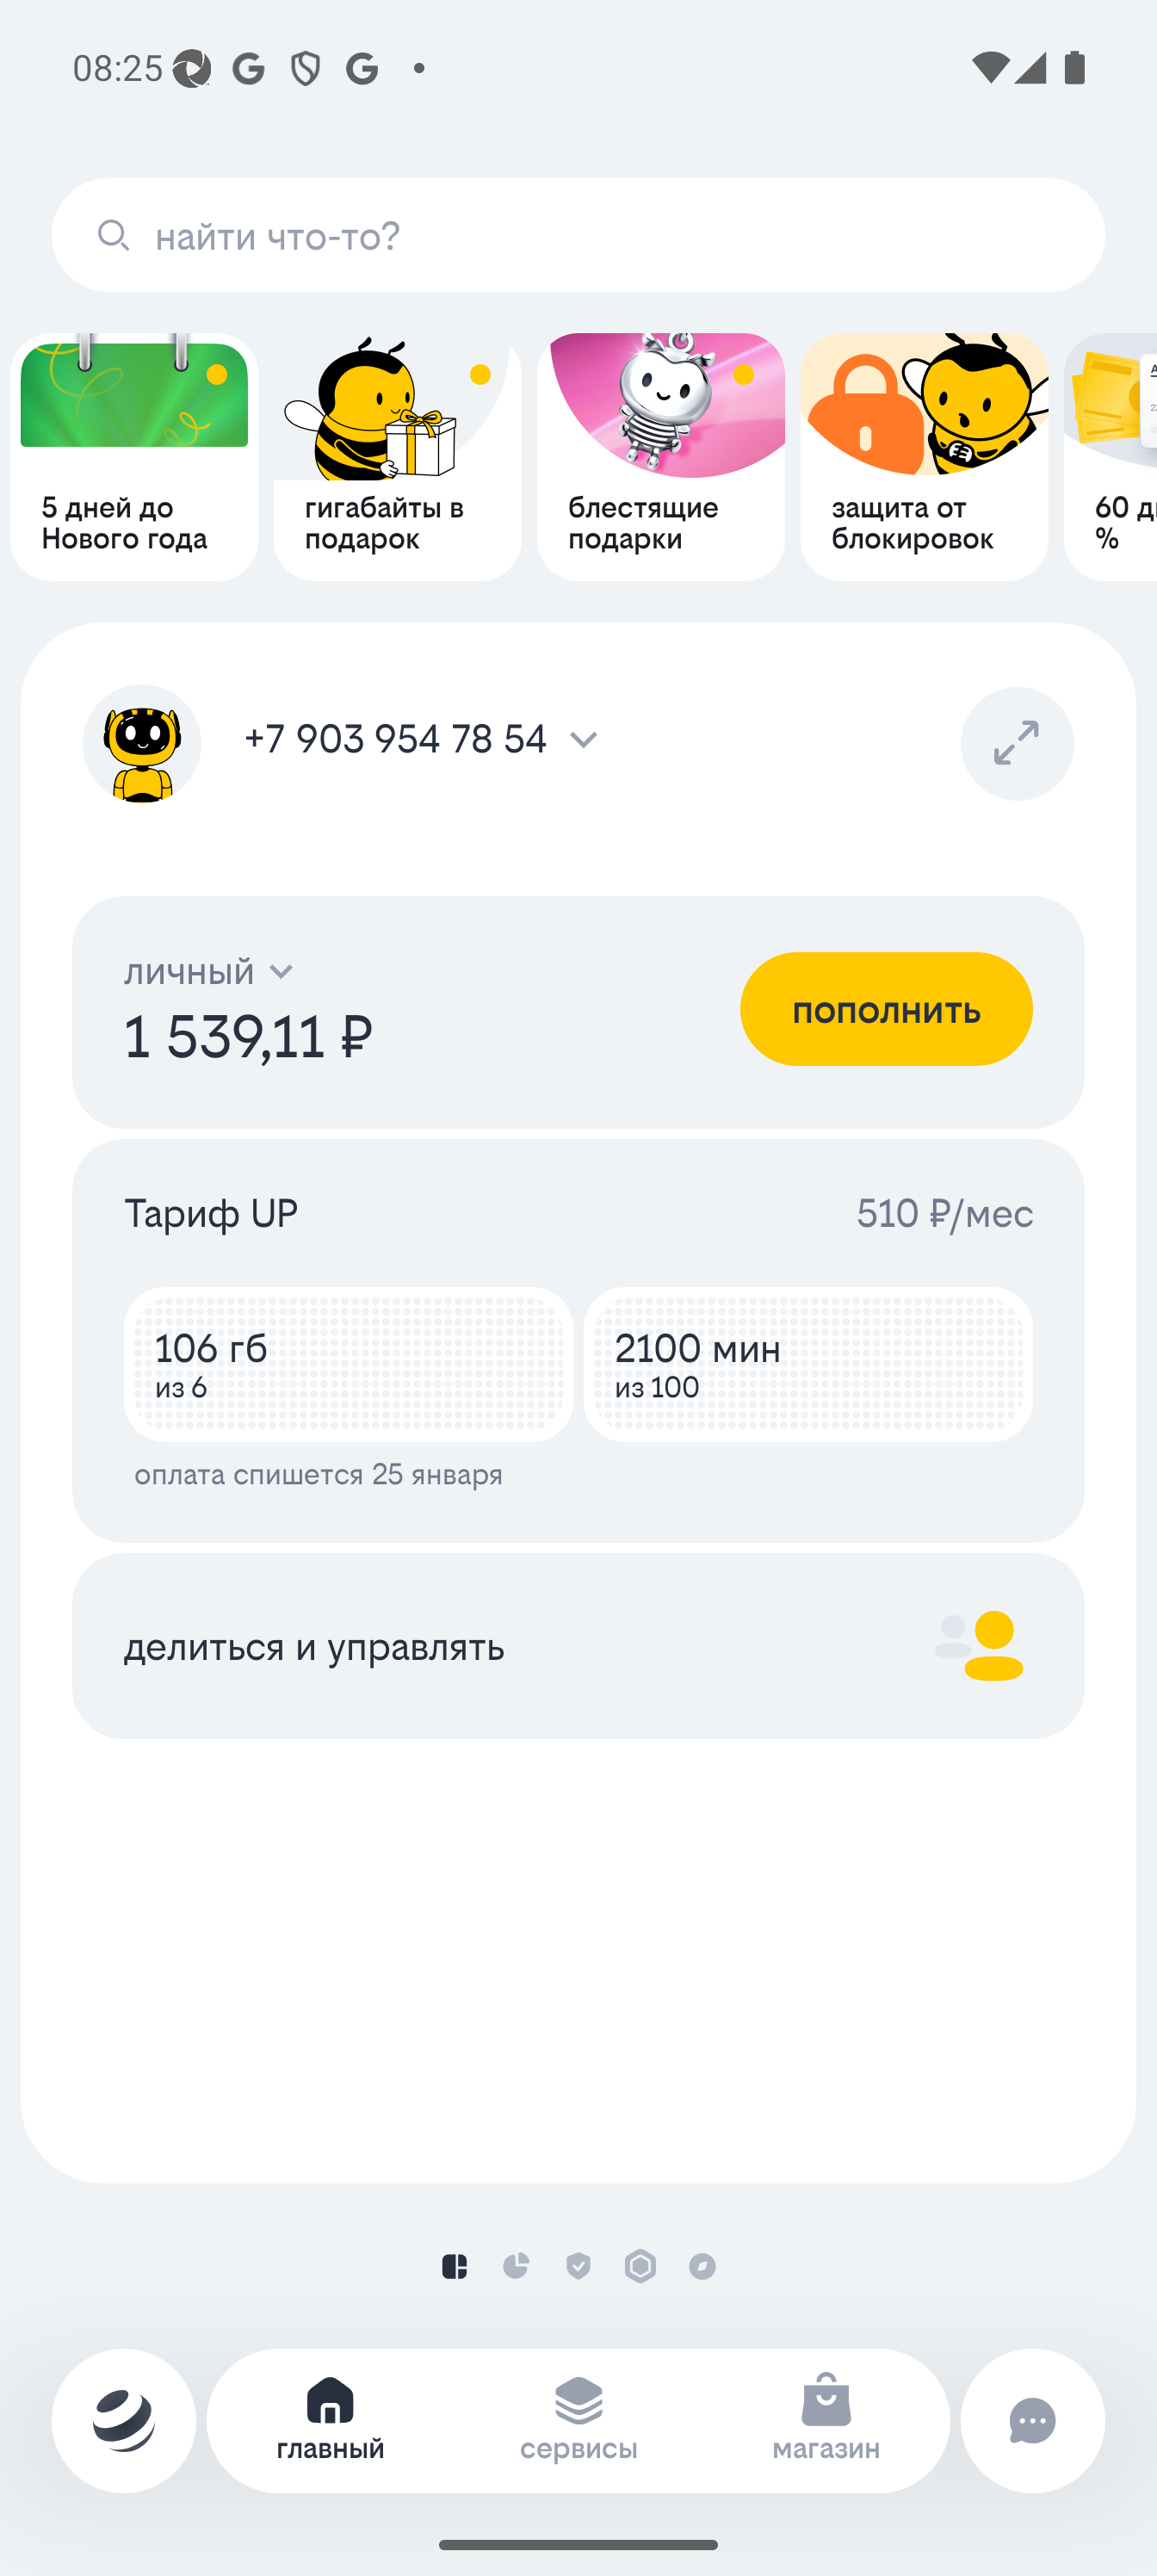 08:25
найти что-то?
5 дней до
Нового года
гигабайты в
подарок
блестящие
подарки
защита от
блокировок
60
%
+7 903 954 78 54
личный
1 539,11 ₽
пополнить
Тариф UP
510 ₽/мес
106 гб
из 6
2100 мин
из 100
оплата спишется 25 января
делиться и управлять
главный
сервисы
магазин